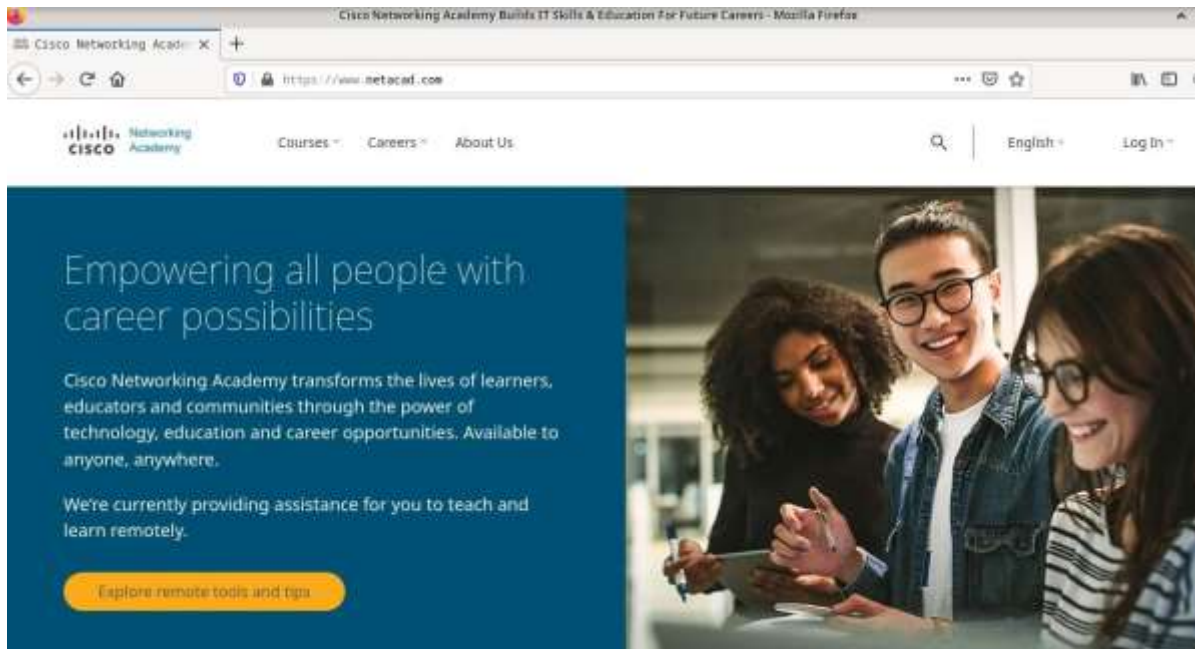 Cisco Networking Academy Builds IT Skills & Education For Future Careers - Mozilla Firefox
Cisco Networking Acade
https://www.netacad.com
CISCO Networking Academy
Courses Careers About Us English Log In
Empowering all people with
career possibilities
Cisco Networking Academy transforms the lives of learners,
educators and communities through the power of
technology, education and career opportunities. Available to
anyone, anywhere.
We're currently providing assistance for you to teach and
learn remotely.
Explore remote tools and tips